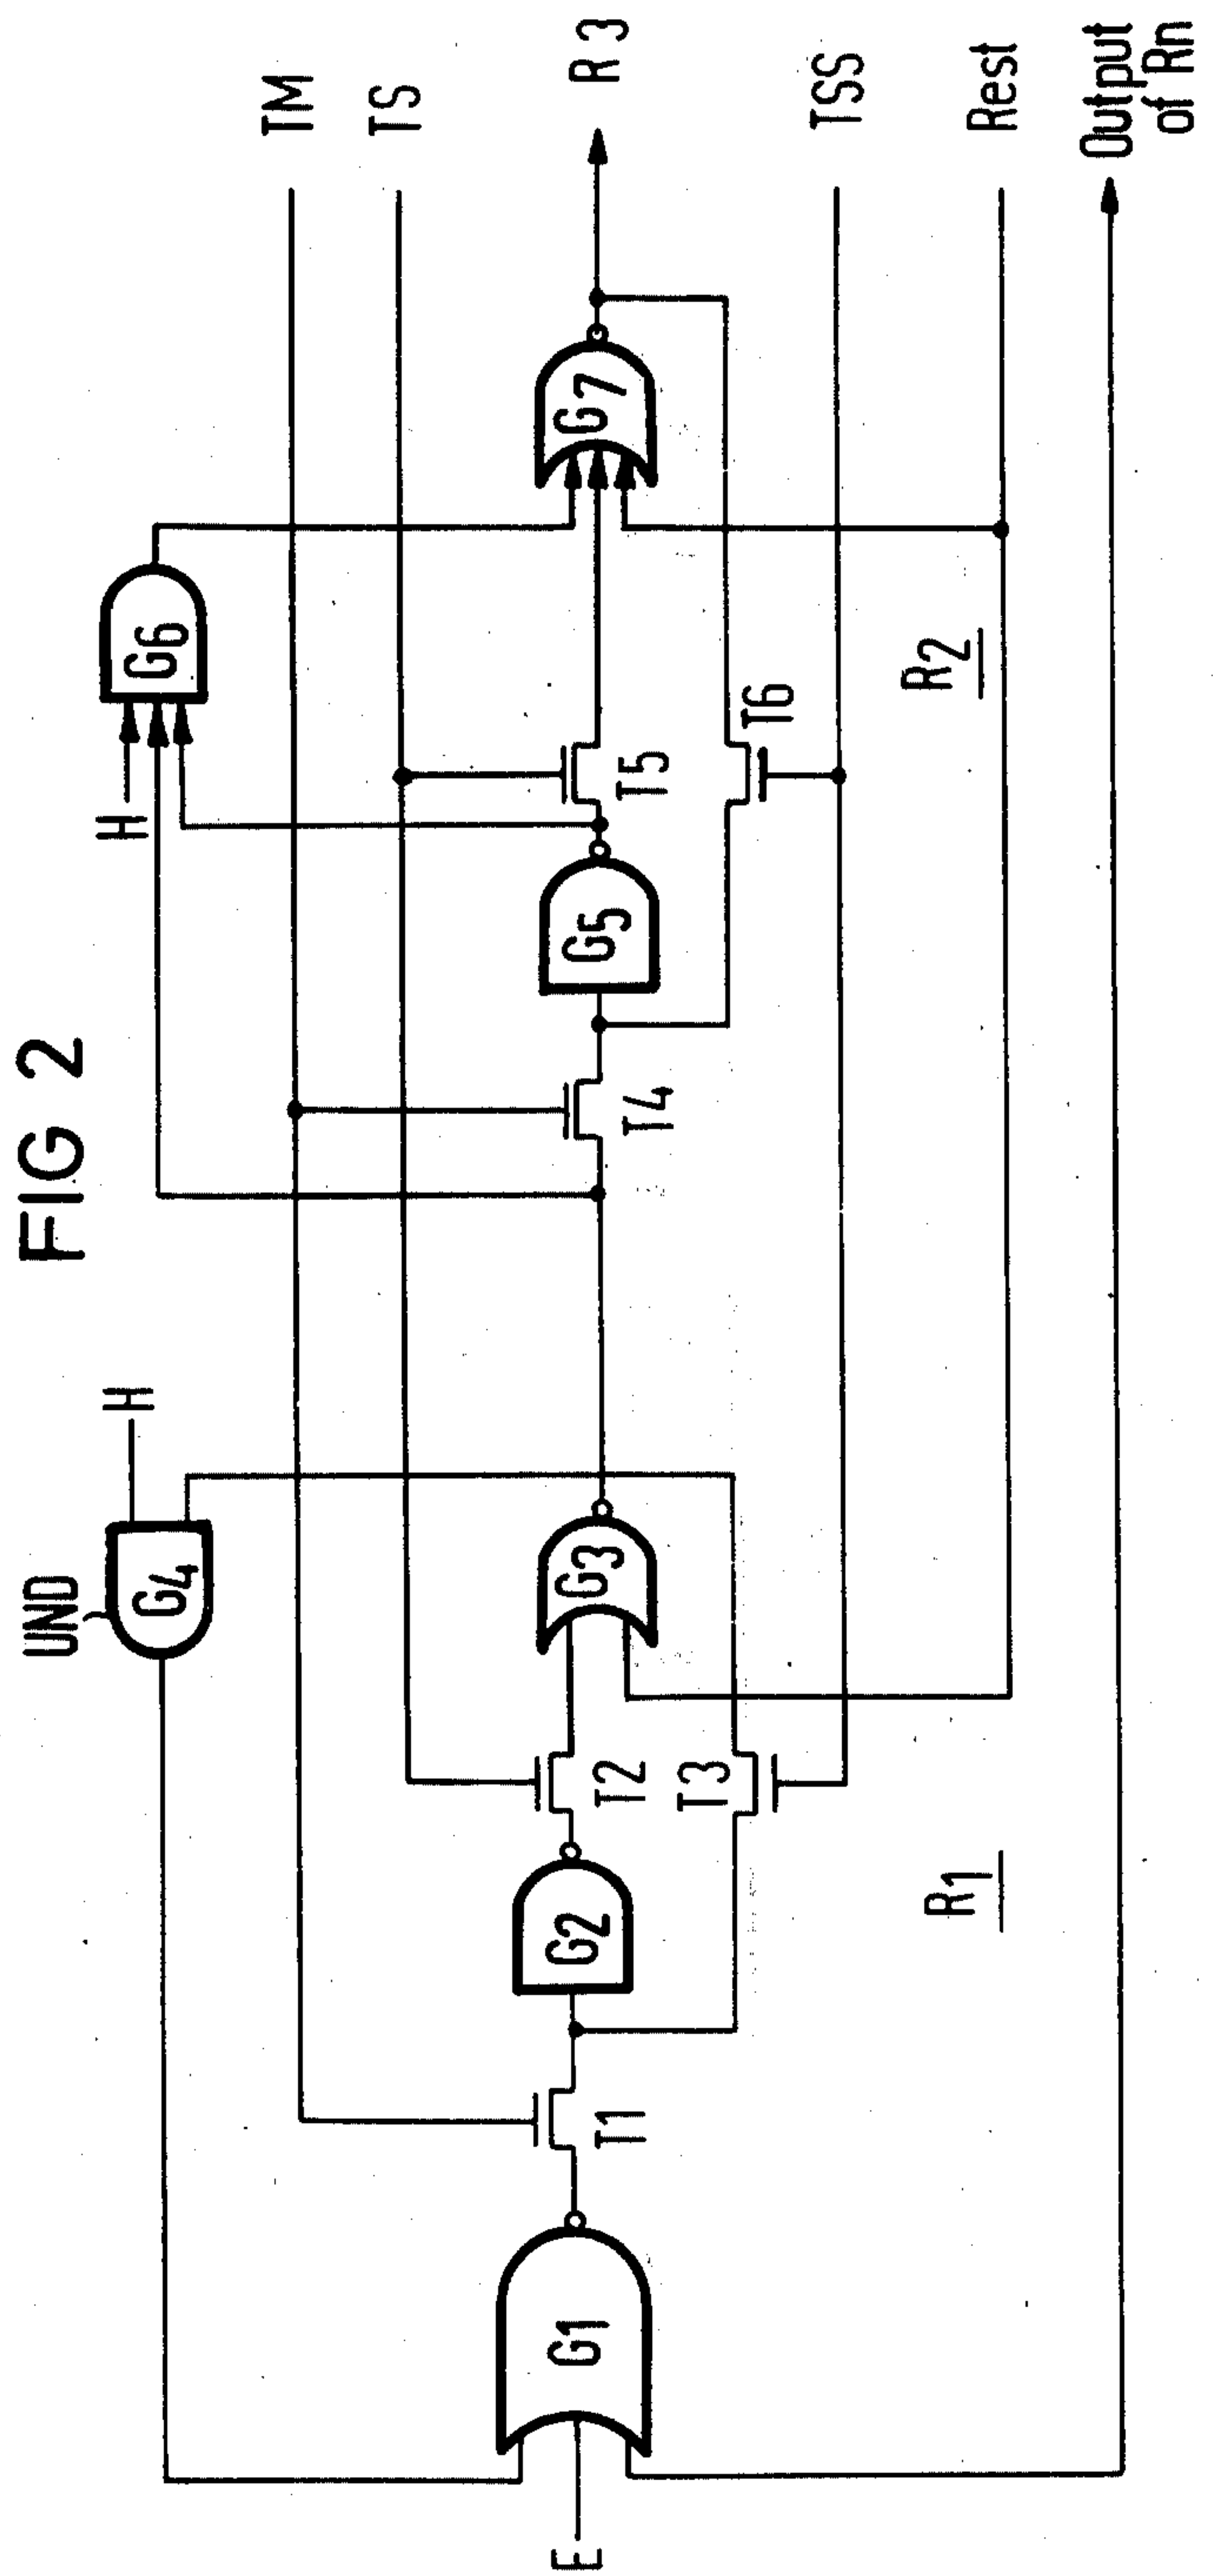 FIG 2
TM
TS
R 3
TSS
Rest
Output
of Rn
H
G6
G7
T5
T6
G5
T4
R2
H
UND
G4
G3
T2
T3
G2
R1
T1
G1
E